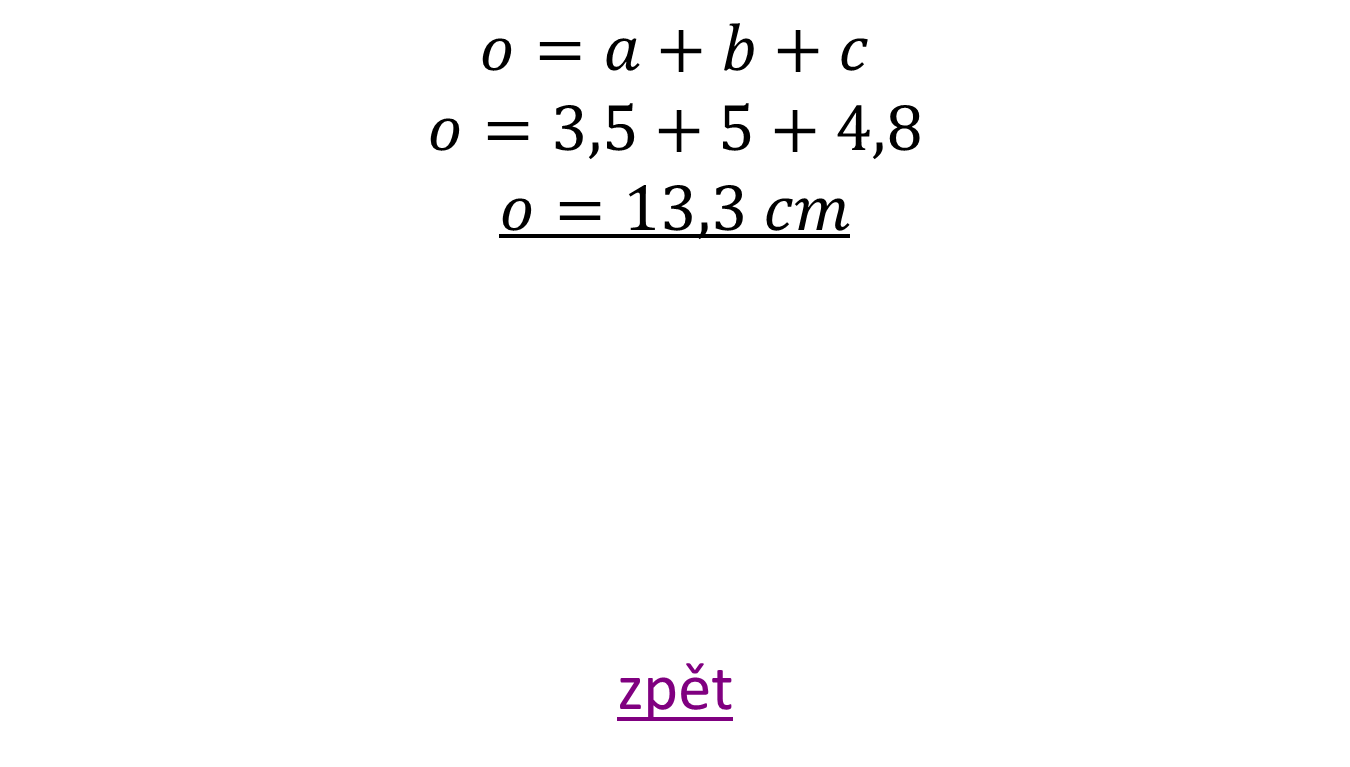 o = a + b + c
o = 3,5 + 5 + 4,8
o = 13,3 cm
zpět